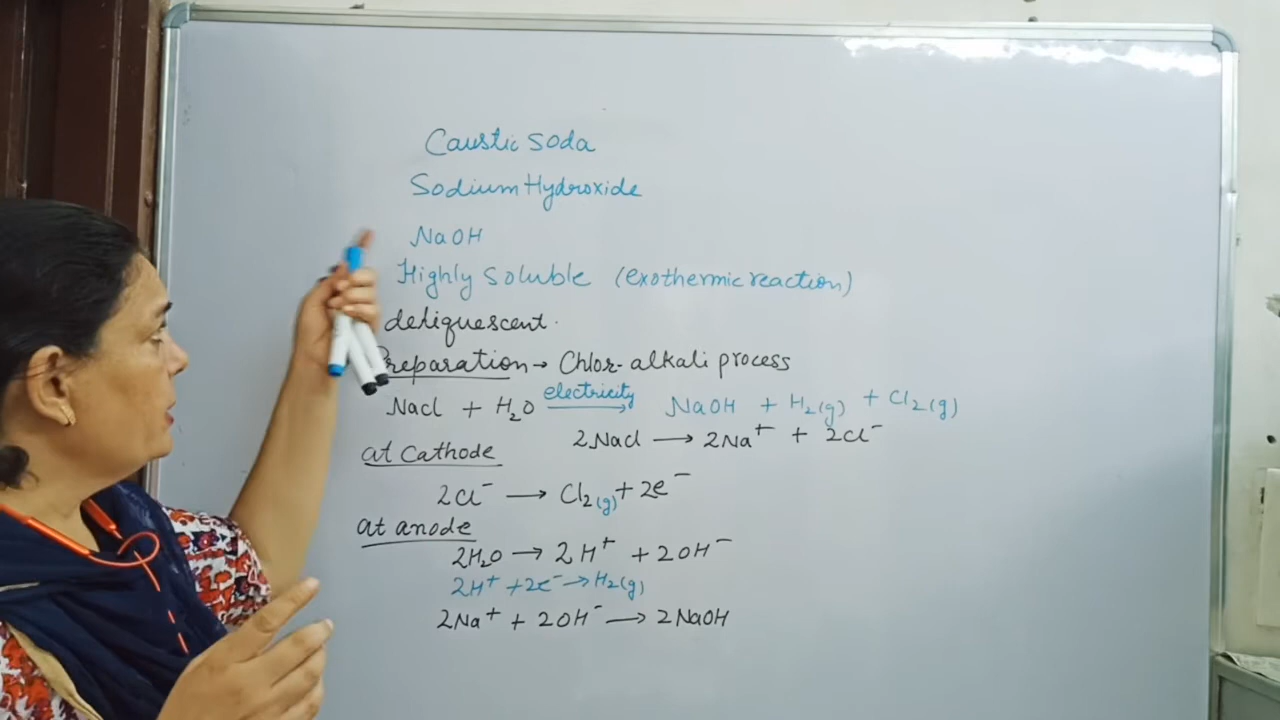 Caustic Soda
Sodium Hydroxide
NaOH
Highly Soluble (exothermic reaction)
deliquescent.
Preparation → Chlor-alkali process
NaCl + H₂O electricity → NaOH + H₂(g) + Cl₂(g)
2NaCl → 2Na⁺ + 2Cl⁻
at Cathode
2Cl⁻ → Cl₂(g) + 2e⁻
at anode
2H₂O → 2H⁺ + 2OH⁻
2H⁺ + 2e⁻ → H₂(g)
2Na⁺ + 2OH⁻ → 2NaOH